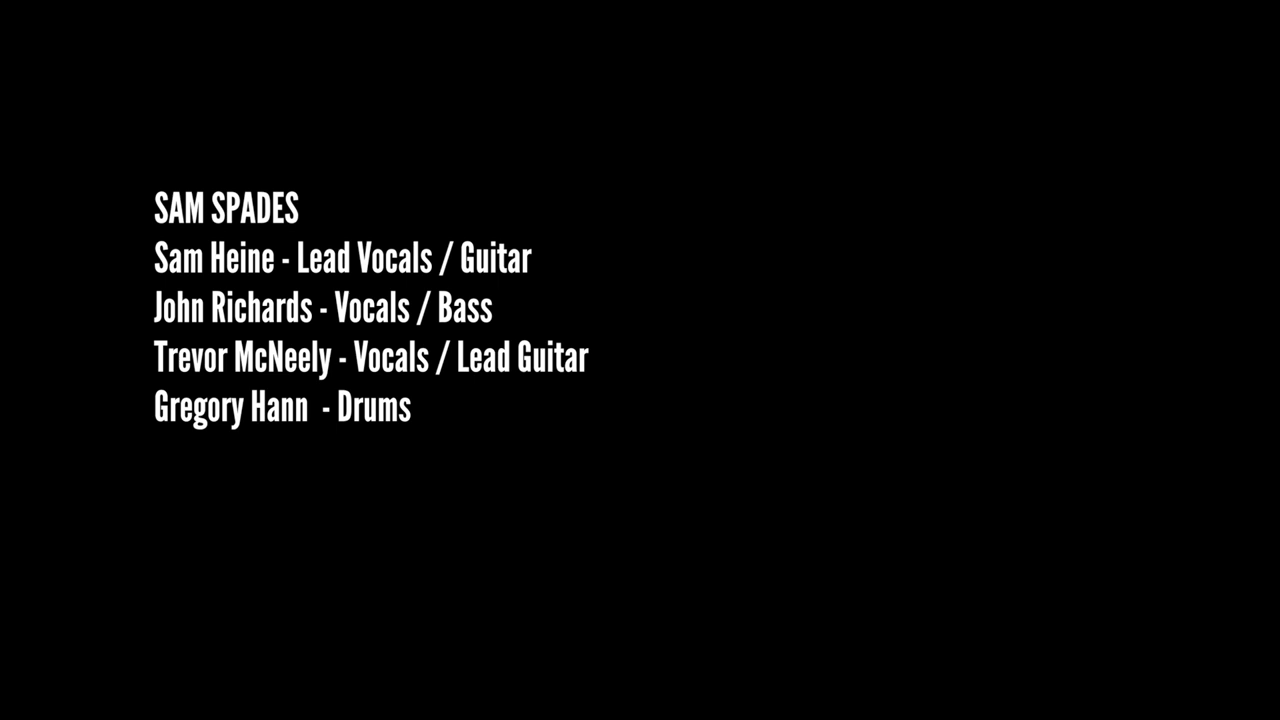 SAM SPADES
Sam Heine - Lead Vocals / Guitar
John Richards - Vocals / Bass
Trevor McNeely - Vocals / Lead Guitar
Gregory Hann  - Drums